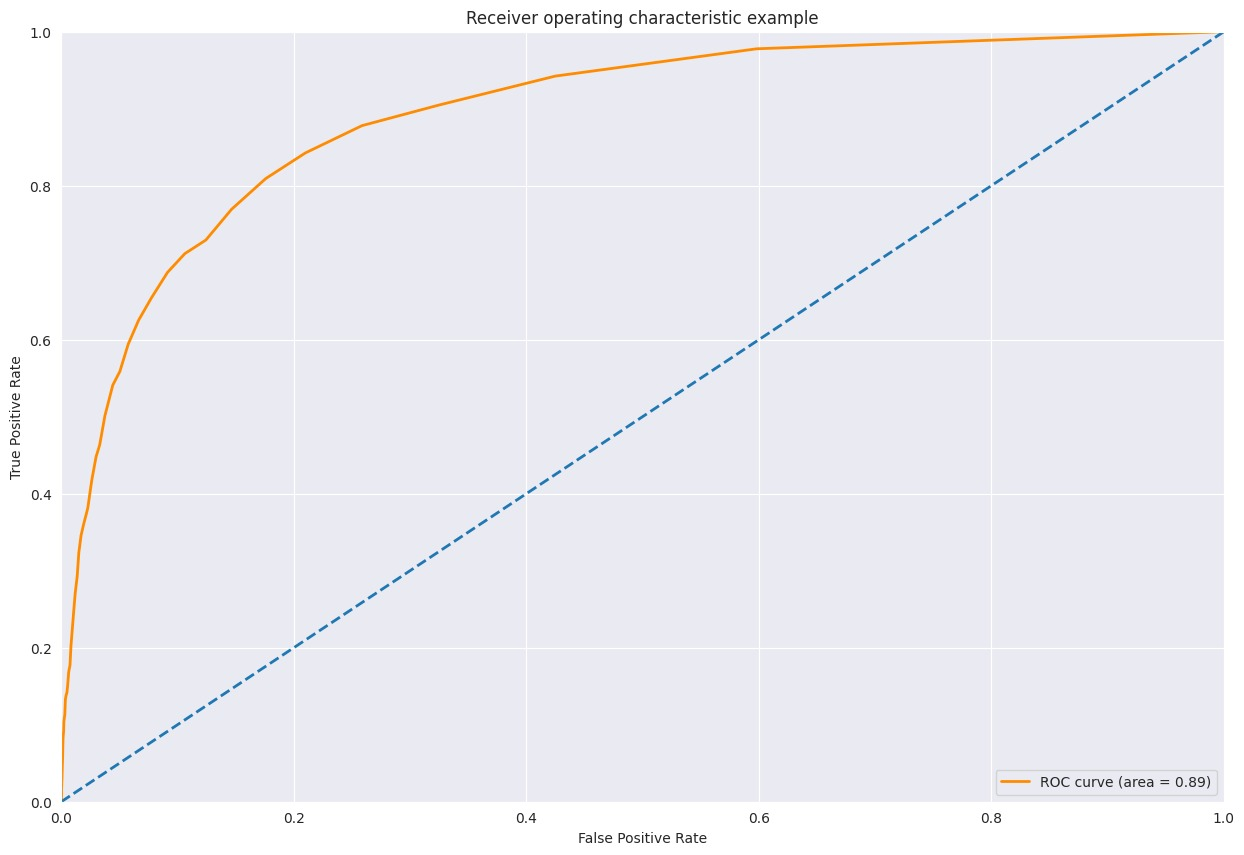 Receiver operating characteristic example
1.0
0.8
0.6
0.4
0.2
0.0
True Positive Rate
ROC curve (area = 0.89)
0.0 0.2 0.4 0.6 0.8 1.0
False Positive Rate